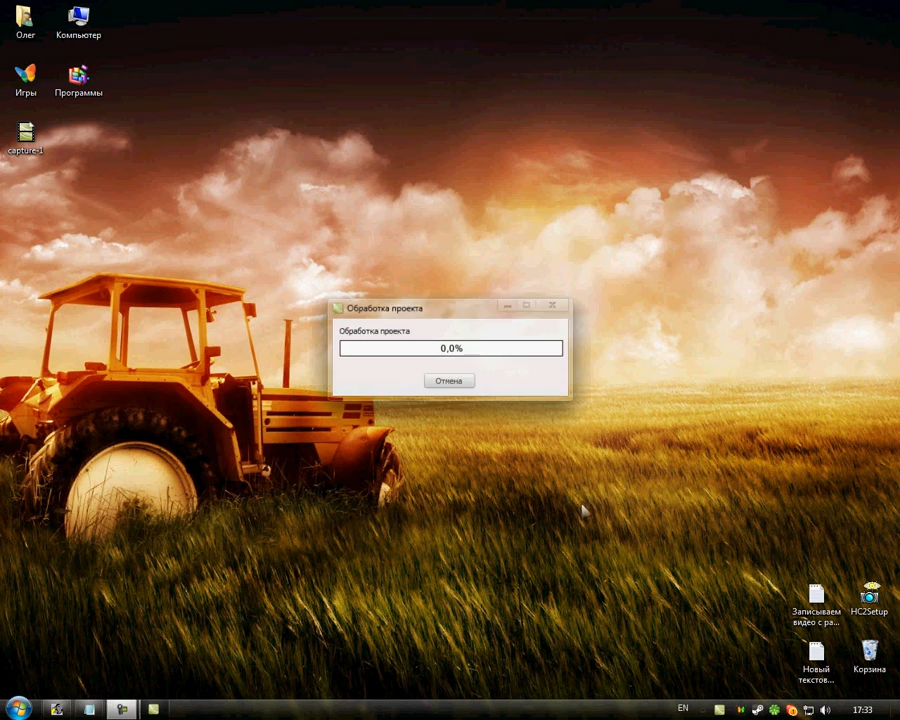 Олег
Компьютер
Игры
Программы
capture-1
Обработка проекта
Обработка проекта
0,0%
Отмена
Записываем
видео с ра...
HC2Setup
Новый
текстов...
Корзина
EN
17:33